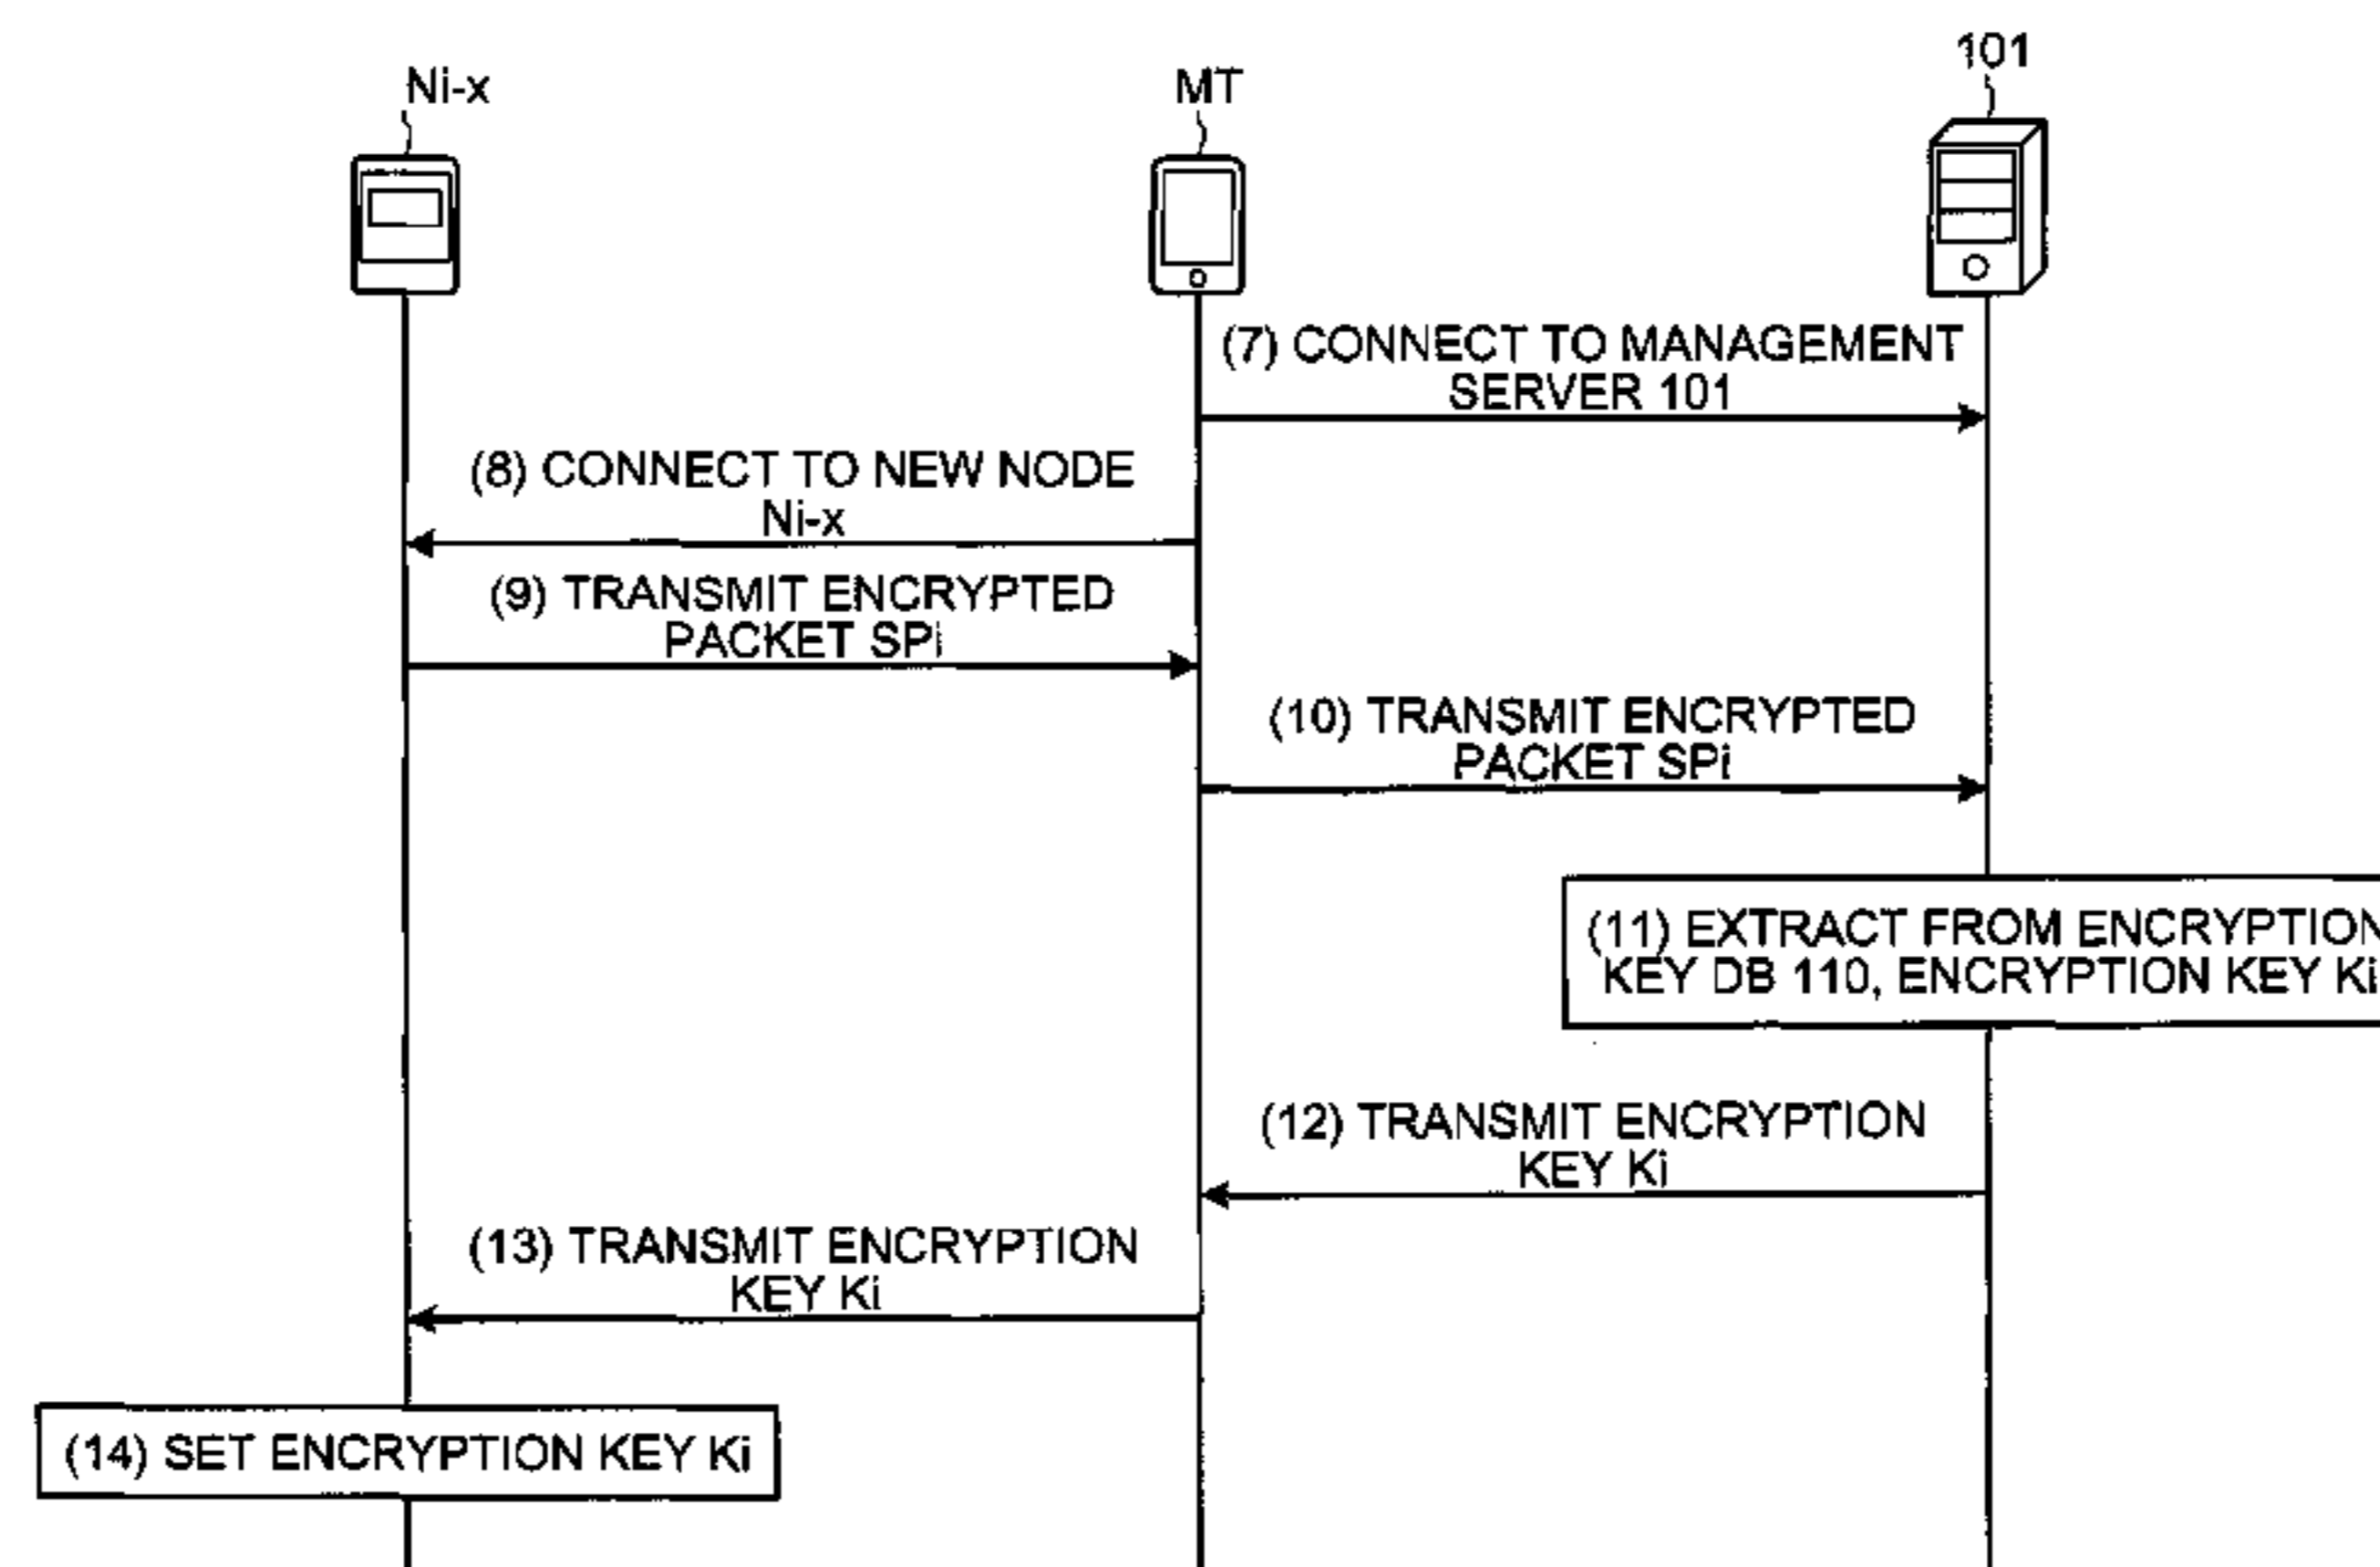 Ni-x
MT
101
(7) CONNECT TO MANAGEMENT
SERVER 101
(8) CONNECT TO NEW NODE
Ni-x
(9) TRANSMIT ENCRYPTED
PACKET SPi
(10) TRANSMIT ENCRYPTED
PACKET SPi
(11) EXTRACT FROM ENCRYPTION
KEY DB 110, ENCRYPTION KEY Ki
(12) TRANSMIT ENCRYPTION
KEY Ki
(13) TRANSMIT ENCRYPTION
KEY Ki
(14) SET ENCRYPTION KEY Ki